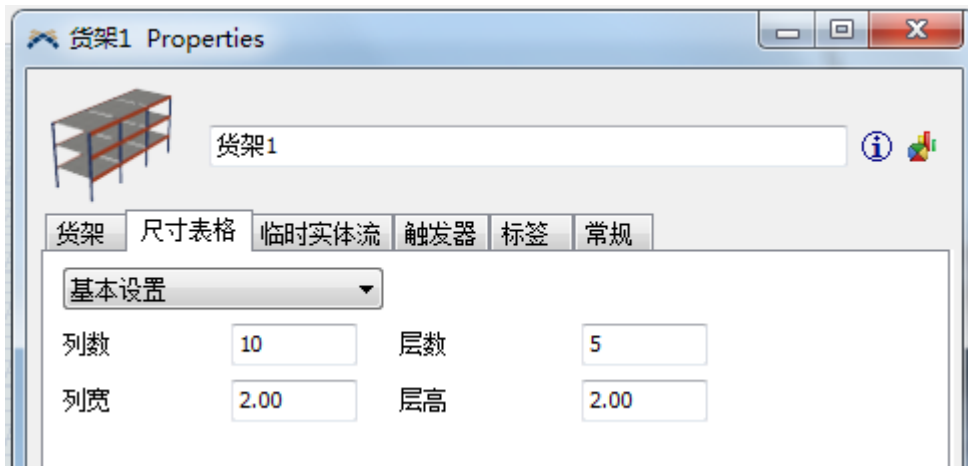 货架1 Properties
货架1
货架 尺寸表格 临时实体流 触发器 标签 常规
基本设置
列数 10 层数 5
列宽 2.00 层高 2.00